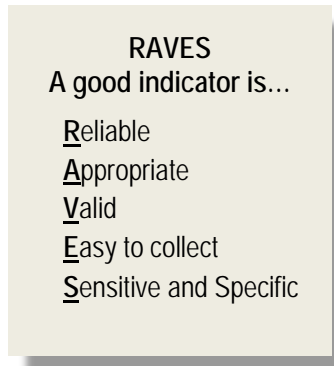 RAVES
A good indicator is...
Reliable
Appropriate
Valid
Easy to collect
Sensitive and Specific